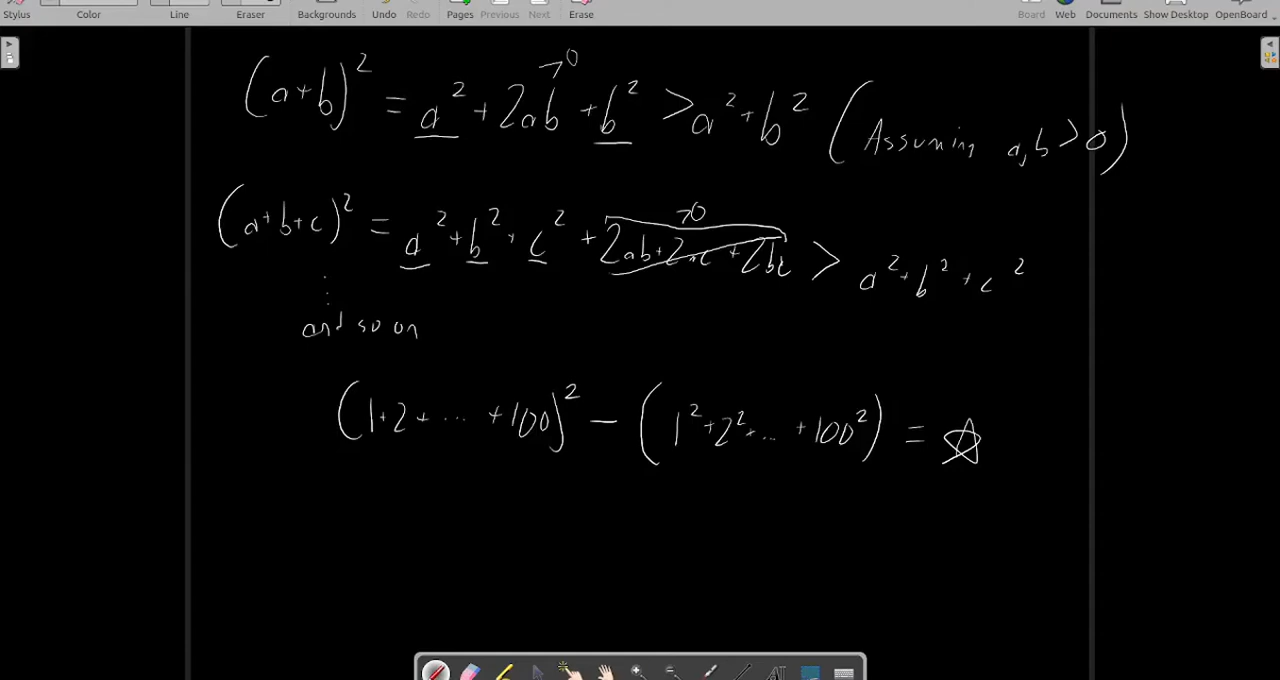 Stylus Color Line Eraser Backgrounds Undo Redo Pages Previous Next Erase Board Web Documents Show Desktop OpenBoard
(a+b)² = a² + 2ab + b² > a² + b² (Assuming a, b > 0)
>0
(a+b+c)² = a² + b² + c² + 2ab + 2ac + 2bc > a² + b² + c²
>0
⋮
and so on
(1+2+...+100)² − (1²+2²+...+100²) = ☆